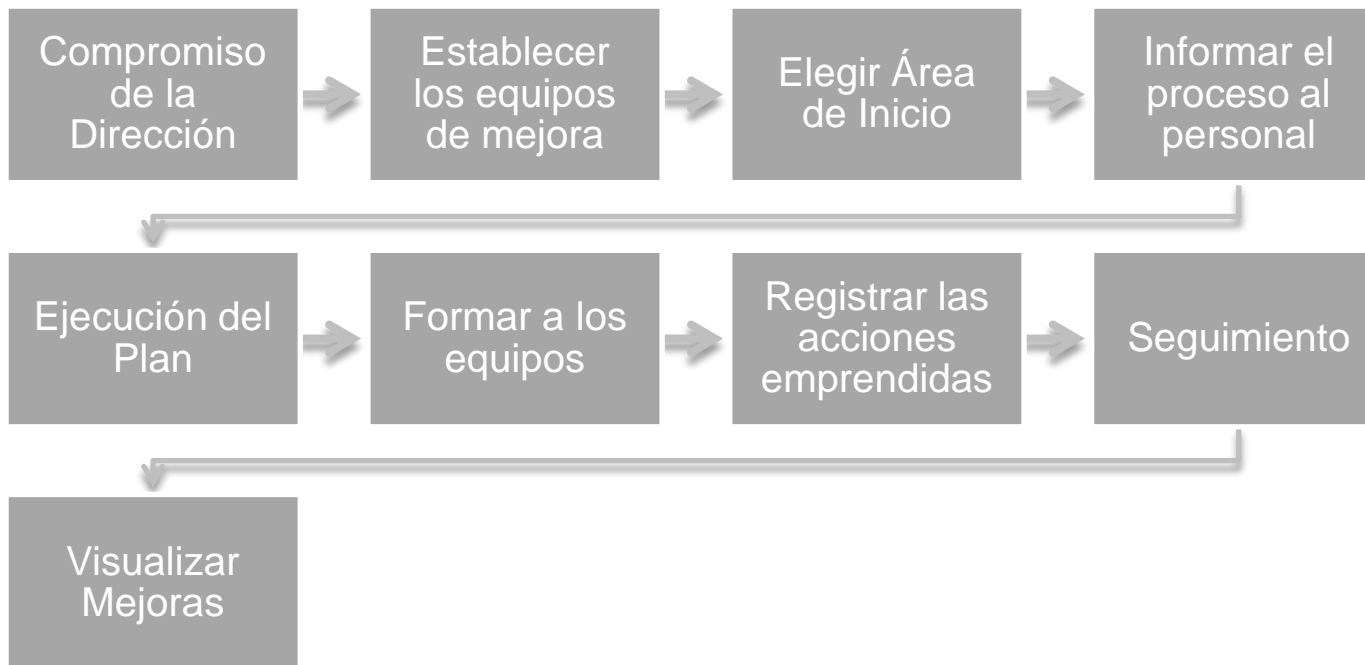 Compromiso
de la
Dirección
Establecer
los equipos
de mejora
Elegir Área
de Inicio
Informar el
proceso al
personal
Ejecución del
Plan
Formar a los
equipos
Registrar las
acciones
emprendidas
Seguimiento
Visualizar
Mejoras